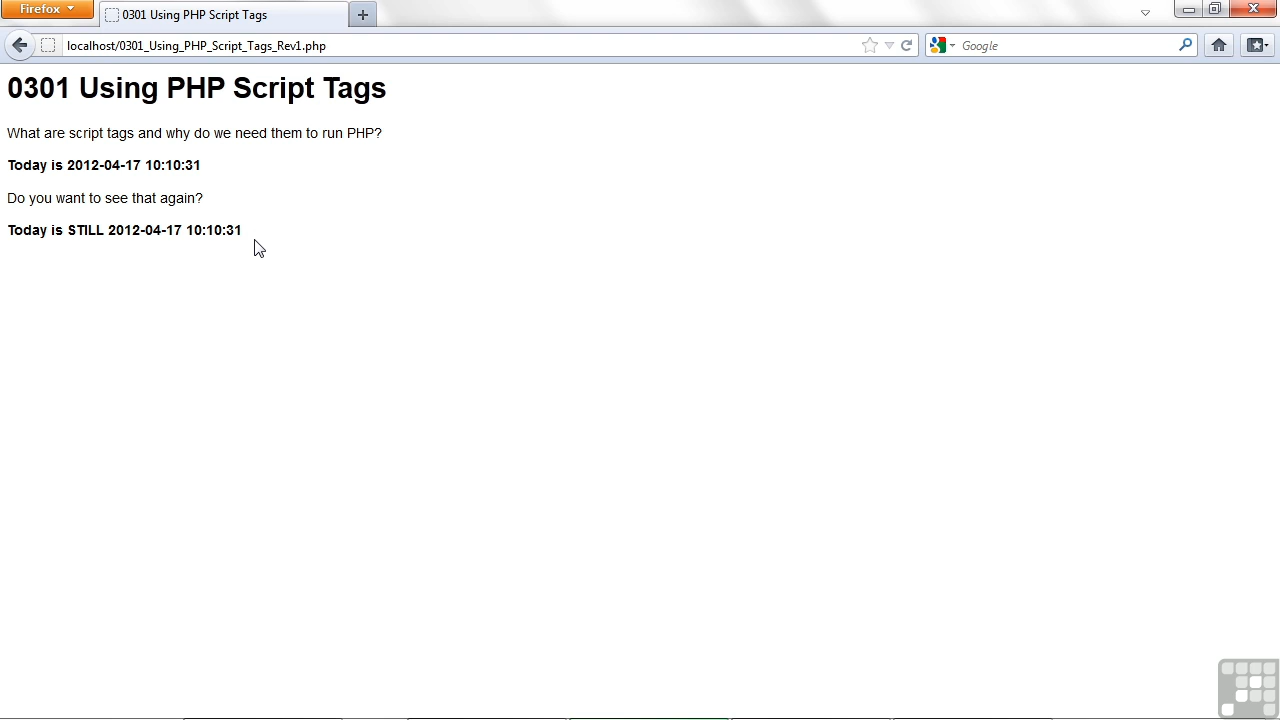 Firefox
0301 Using PHP Script Tags
localhost/0301_Using_PHP_Script_Tags_Rev1.php
Google
0301 Using PHP Script Tags
What are script tags and why do we need them to run PHP?
Today is 2012-04-17 10:10:31
Do you want to see that again?
Today is STILL 2012-04-17 10:10:31